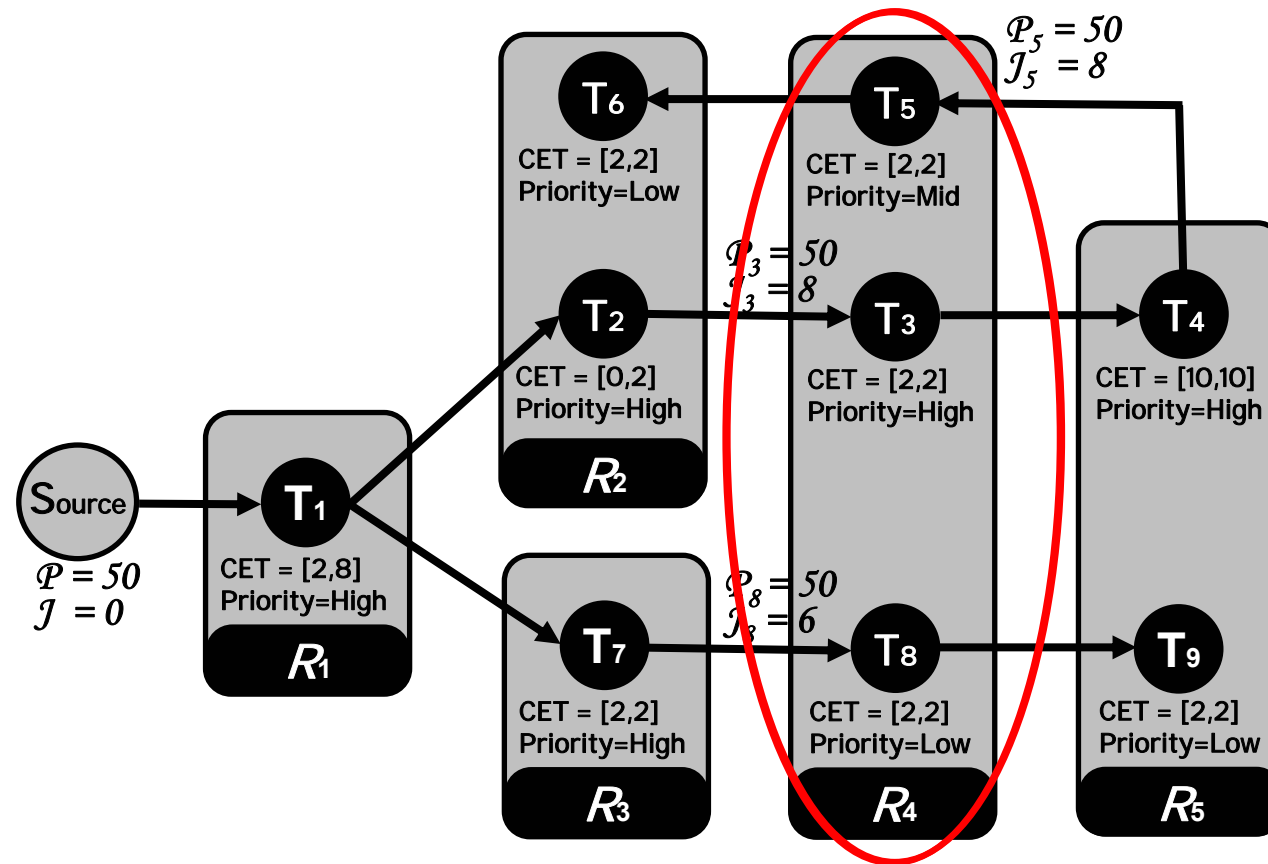 Source
P = 50
J = 0
T1
CET = [2,8]
Priority=High
R1
T6
CET = [2,2]
Priority=Low
T2
CET = [0,2]
Priority=High
R2
T7
CET = [2,2]
Priority=High
R3
P3 = 50
J3 = 8
P8 = 50
J8 = 6
T5
CET = [2,2]
Priority=Mid
T3
CET = [2,2]
Priority=High
T8
CET = [2,2]
Priority=Low
R4
P5 = 50
J5 = 8
T4
CET = [10,10]
Priority=High
T9
CET = [2,2]
Priority=Low
R5